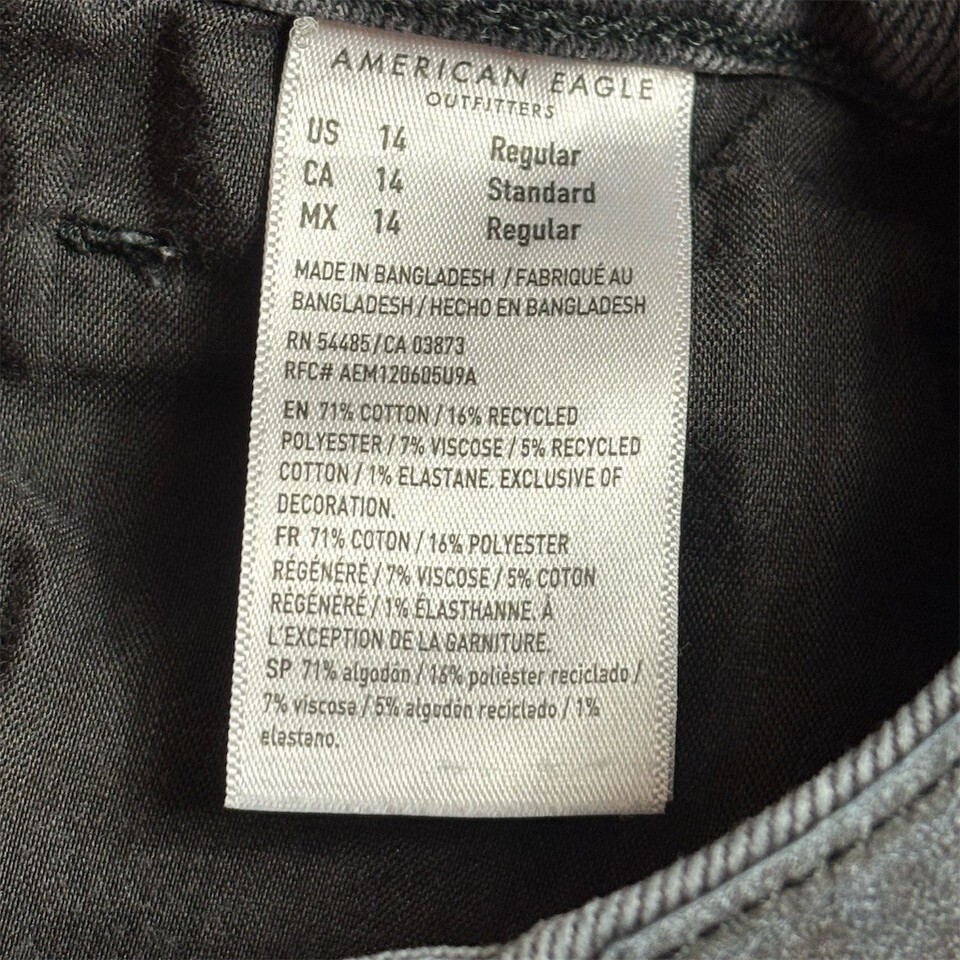 AMERICAN EAGLE
OUTFITTERS
US 14 Regular
CA 14 Standard
MX 14 Regular
MADE IN BANGLADESH / FABRIQUÉ AU
BANGLADESH / HECHO EN BANGLADESH
RN 54485/CA 03873
RFC# AEM120605U9A
EN 71% COTTON / 16% RECYCLED
POLYESTER / 7% VISCOSE / 5% RECYCLED
COTTON / 1% ELASTANE. EXCLUSIVE OF
DECORATION.
FR 71% COTON / 16% POLYESTER
RÉGÉNÉRÉ / 7% VISCOSE / 5% COTON
RÉGÉNÉRÉ / 1% ÉLASTHANNE. À
L'EXCEPTION DE LA GARNITURE.
SP 71% algodón / 16% poliéster reciclado /
7% viscosa / 5% algodón reciclado / 1%
elastano.